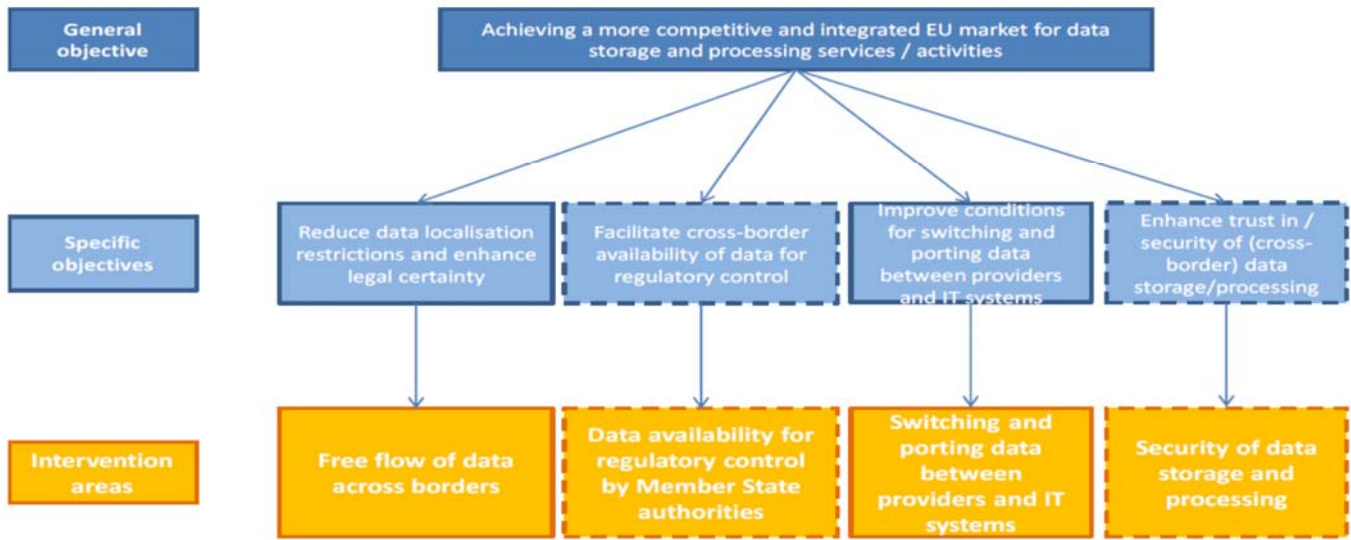 General
objective
Achieving a more competitive and integrated EU market for data
storage and processing services / activities
Specific
objectives
Reduce data localisation
restrictions and enhance
legal certainty
Facilitate cross-border
availability of data for
regulatory control
Improve conditions
for switching and
porting data
between providers
and IT systems
Enhance trust in /
security of (cross-
border) data
storage/processing
Intervention
areas
Free flow of data
across borders
Data availability for
regulatory control
by Member State
authorities
Switching and
porting data
between
providers and IT
systems
Security of data
storage and
processing